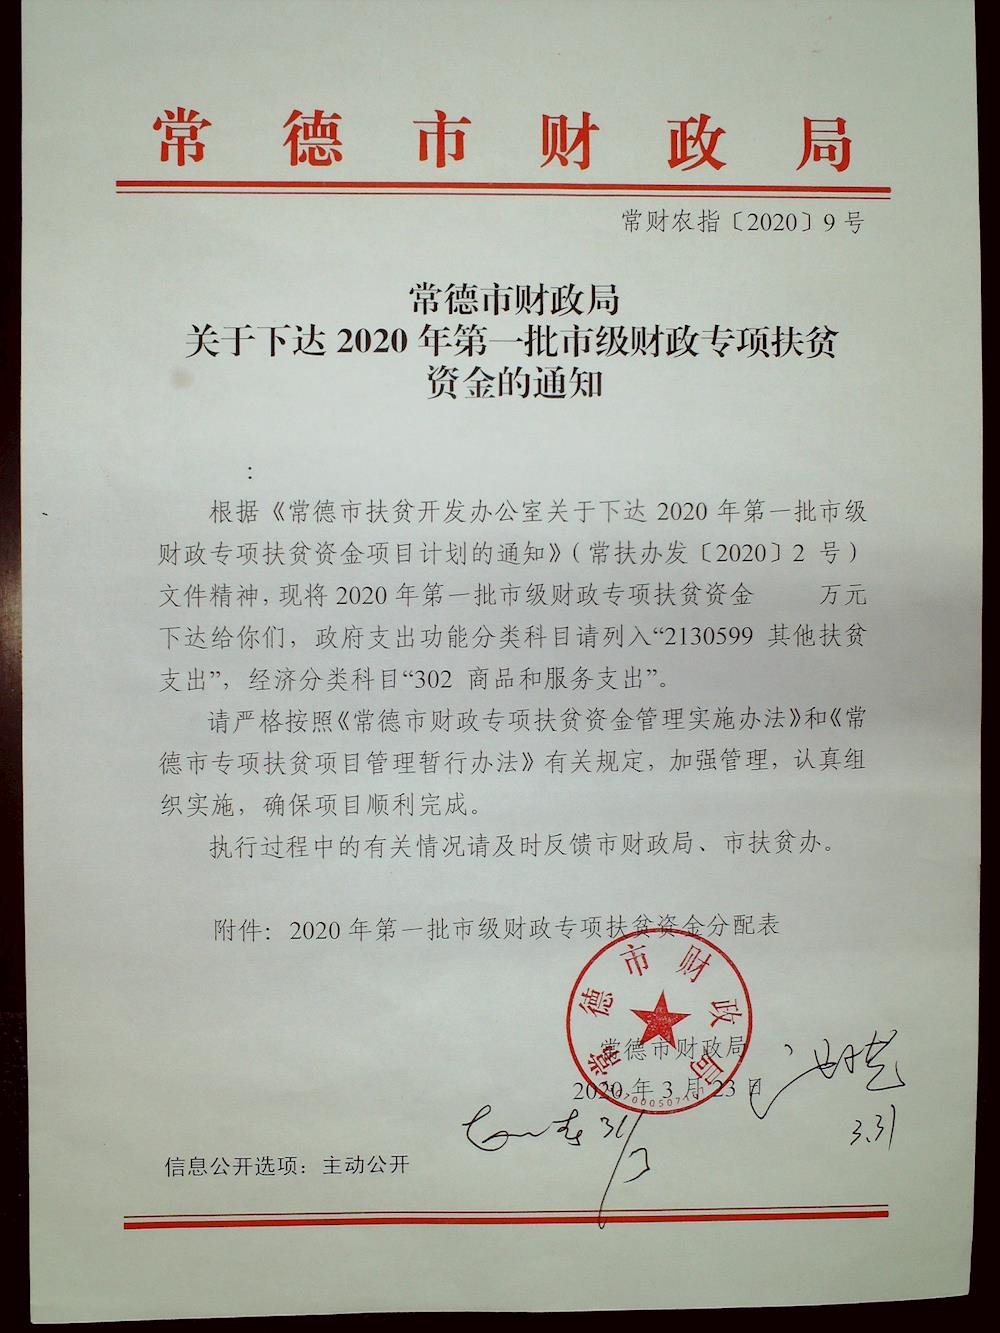 常德市财政局
常财农指〔2020〕9号
常德市财政局
关于下达2020年第一批市级财政专项扶贫
资金的通知
：
根据《常德市扶贫开发办公室关于下达2020年第一批市级
财政专项扶贫资金项目计划的通知》（常扶办发〔2020〕2 号）
文件精神，现将2020年第一批市级财政专项扶贫资金 万元
下达给你们，政府支出功能分类科目请列入“2130599 其他扶贫
支出”，经济分类科目“302 商品和服务支出”。
请严格按照《常德市财政专项扶贫资金管理实施办法》和《常
德市专项扶贫项目管理暂行办法》有关规定，加强管理，认真组
织实施，确保项目顺利完成。
执行过程中的有关情况请及时反馈市财政局、市扶贫办。
附件：2020年第一批市级财政专项扶贫资金分配表
常德市财政局
常德市财政局
2020年3月23日
3.31
信息公开选项：主动公开